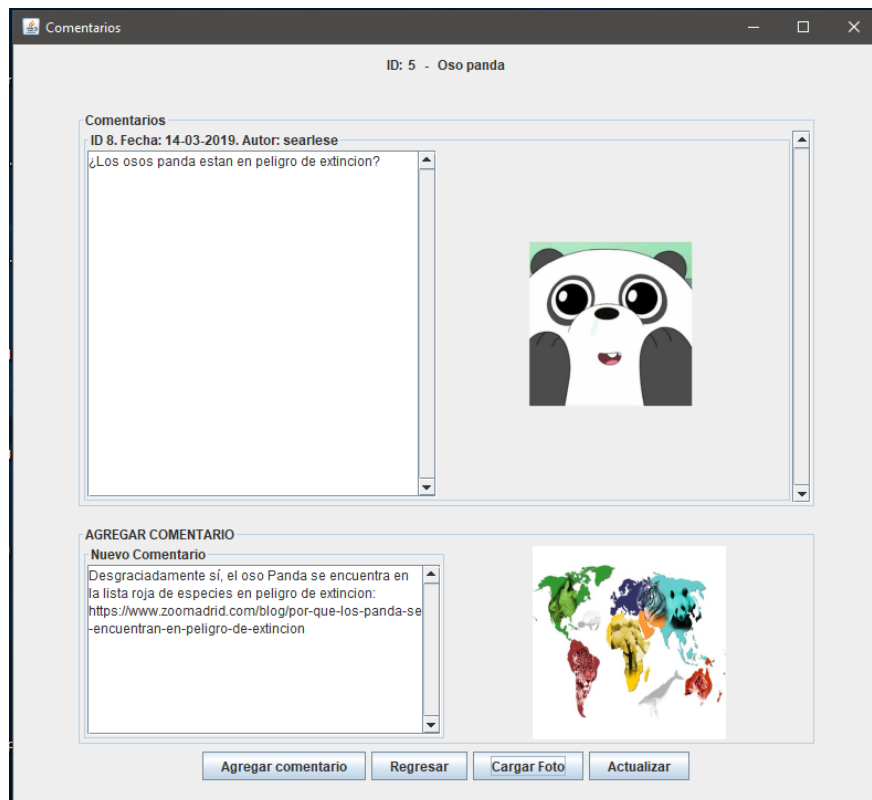 Comentarios
ID: 5 - Oso panda
Comentarios
ID 8. Fecha: 14-03-2019. Autor: searlese
¿Los osos panda estan en peligro de extincion?
AGREGAR COMENTARIO
Nuevo Comentario
Desgraciadamente sí, el oso Panda se encuentra en
la lista roja de especies en peligro de extincion:
https://www.zoomadrid.com/blog/por-que-los-panda-se
-encuentran-en-peligro-de-extincion
Agregar comentario Regresar Cargar Foto Actualizar